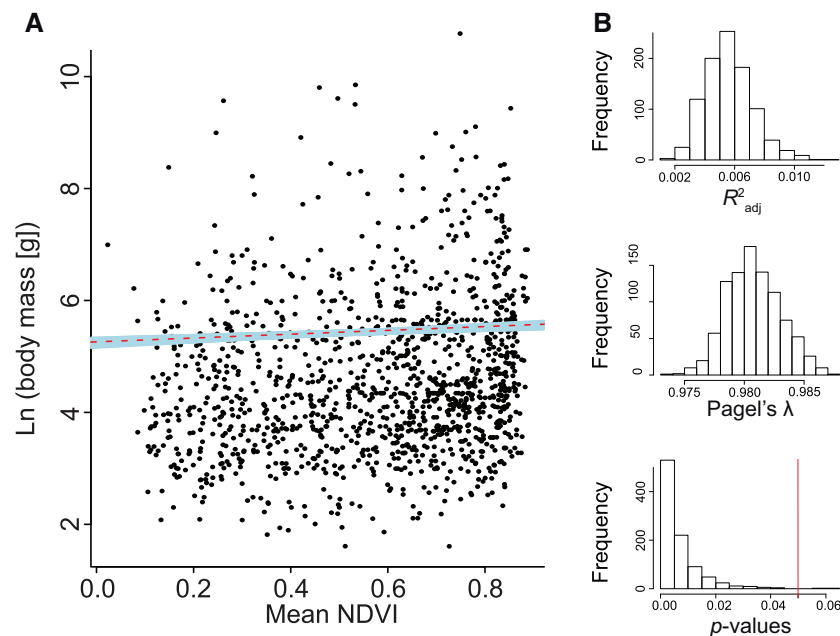 A
Ln (body mass [g])
10
8
6
4
2
0.0 0.2 0.4 0.6 0.8
Mean NDVI
B
Frequency
200
100
0
0.002 0.006 0.010
R²adj
Frequency
150
100
50
0
0.975 0.980 0.985
Pagel's λ
Frequency
400
200
0
0.00 0.02 0.04 0.06
p-values